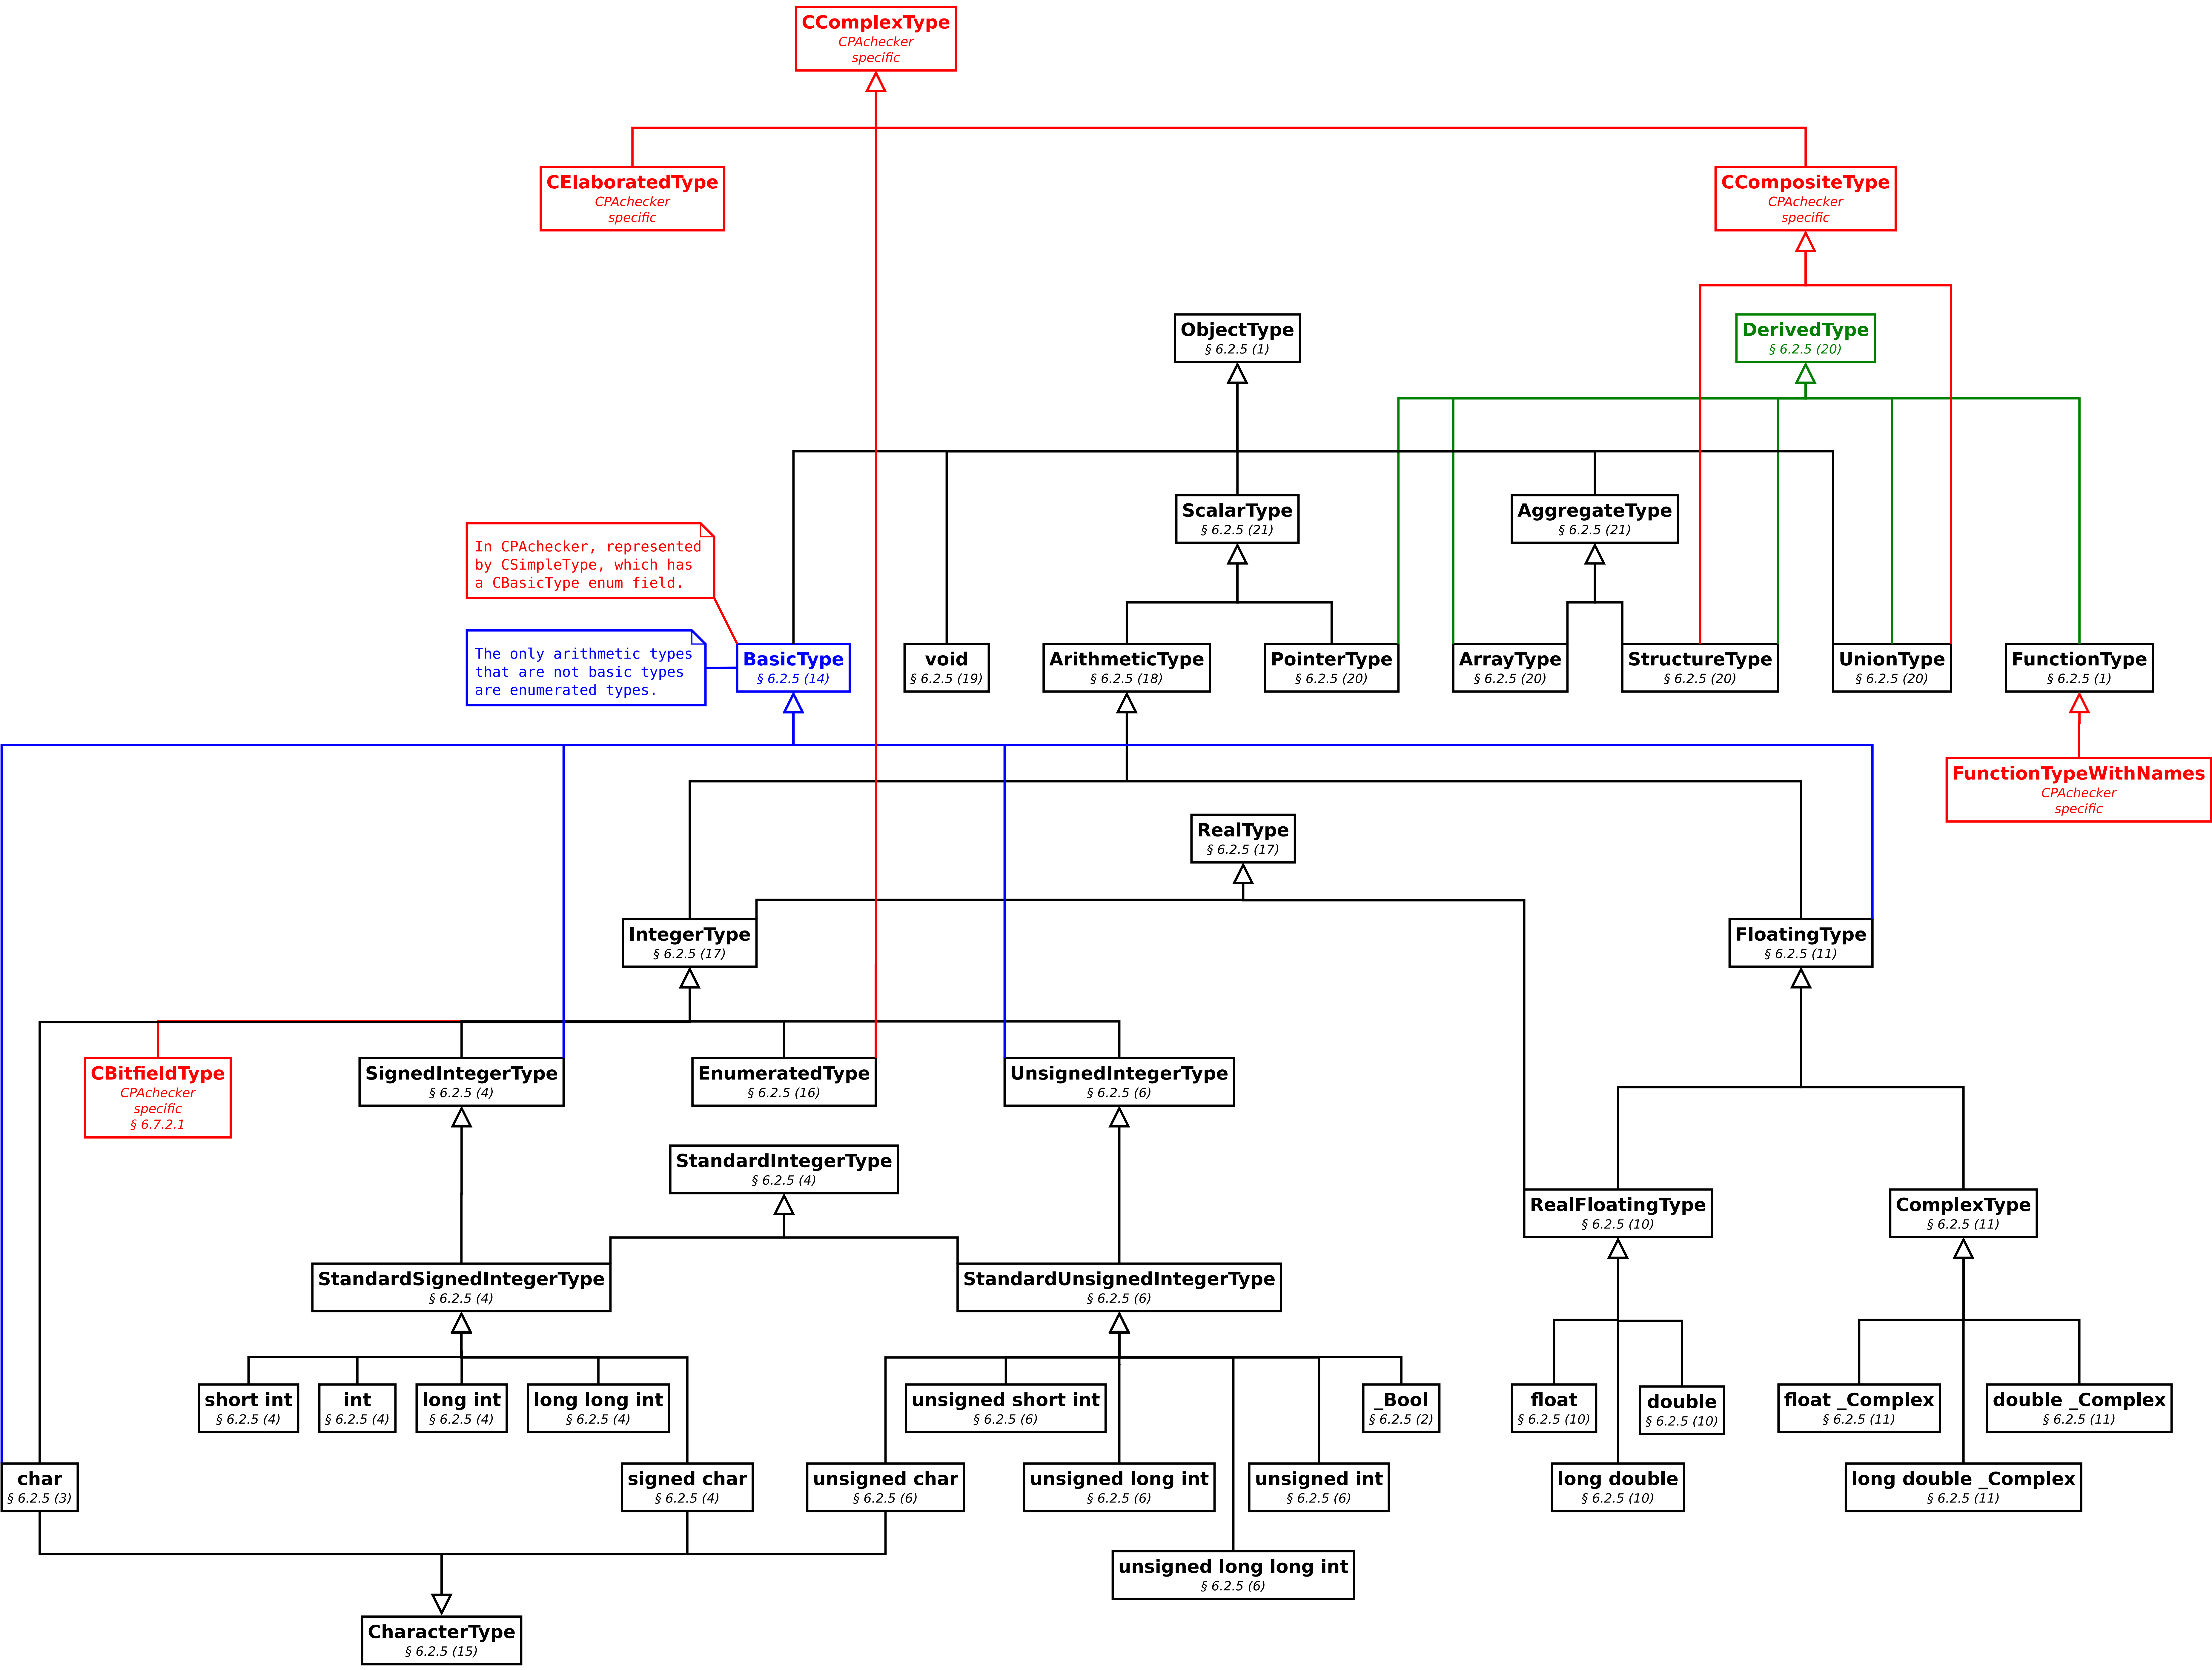 CComplexType
CPAchecker
specific
CElaboratedType
CPAchecker
specific
CCompositeType
CPAchecker
specific
ObjectType
§ 6.2.5 (1)
DerivedType
§ 6.2.5 (20)
ScalarType
§ 6.2.5 (21)
AggregateType
§ 6.2.5 (21)
In CPAchecker, represented
by CSimpleType, which has
a CBasicType enum field.
The only arithmetic types
that are not basic types
are enumerated types.
BasicType
§ 6.2.5 (14)
void
§ 6.2.5 (19)
ArithmeticType
§ 6.2.5 (18)
PointerType
§ 6.2.5 (20)
ArrayType
§ 6.2.5 (20)
StructureType
§ 6.2.5 (20)
UnionType
§ 6.2.5 (20)
FunctionType
§ 6.2.5 (1)
FunctionTypeWithNames
CPAchecker
specific
RealType
§ 6.2.5 (17)
IntegerType
§ 6.2.5 (17)
FloatingType
§ 6.2.5 (11)
CBitfieldType
CPAchecker
specific
§ 6.7.2.1
SignedIntegerType
§ 6.2.5 (4)
EnumeratedType
§ 6.2.5 (16)
UnsignedIntegerType
§ 6.2.5 (6)
StandardIntegerType
§ 6.2.5 (4)
RealFloatingType
§ 6.2.5 (10)
ComplexType
§ 6.2.5 (11)
StandardSignedIntegerType
§ 6.2.5 (4)
StandardUnsignedIntegerType
§ 6.2.5 (6)
short int
§ 6.2.5 (4)
int
§ 6.2.5 (4)
long int
§ 6.2.5 (4)
long long int
§ 6.2.5 (4)
unsigned short int
§ 6.2.5 (6)
_Bool
§ 6.2.5 (2)
float
§ 6.2.5 (10)
double
§ 6.2.5 (10)
float _Complex
§ 6.2.5 (11)
double _Complex
§ 6.2.5 (11)
char
§ 6.2.5 (3)
signed char
§ 6.2.5 (4)
unsigned char
§ 6.2.5 (6)
unsigned long int
§ 6.2.5 (6)
unsigned int
§ 6.2.5 (6)
long double
§ 6.2.5 (10)
long double _Complex
§ 6.2.5 (11)
unsigned long long int
§ 6.2.5 (6)
CharacterType
§ 6.2.5 (15)